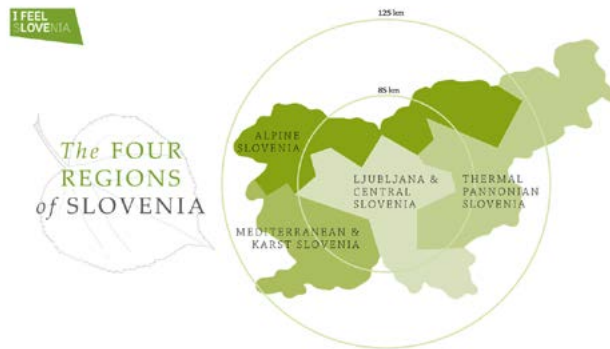 I FEEL
SLOVENIA
125 km
85 km
The FOUR
REGIONS
of SLOVENIA
ALPINE
SLOVENIA
LJUBLJANA &
CENTRAL
SLOVENIA
THERMAL
PANNONIAN
SLOVENIA
MEDITERRANEAN &
KARST SLOVENIA